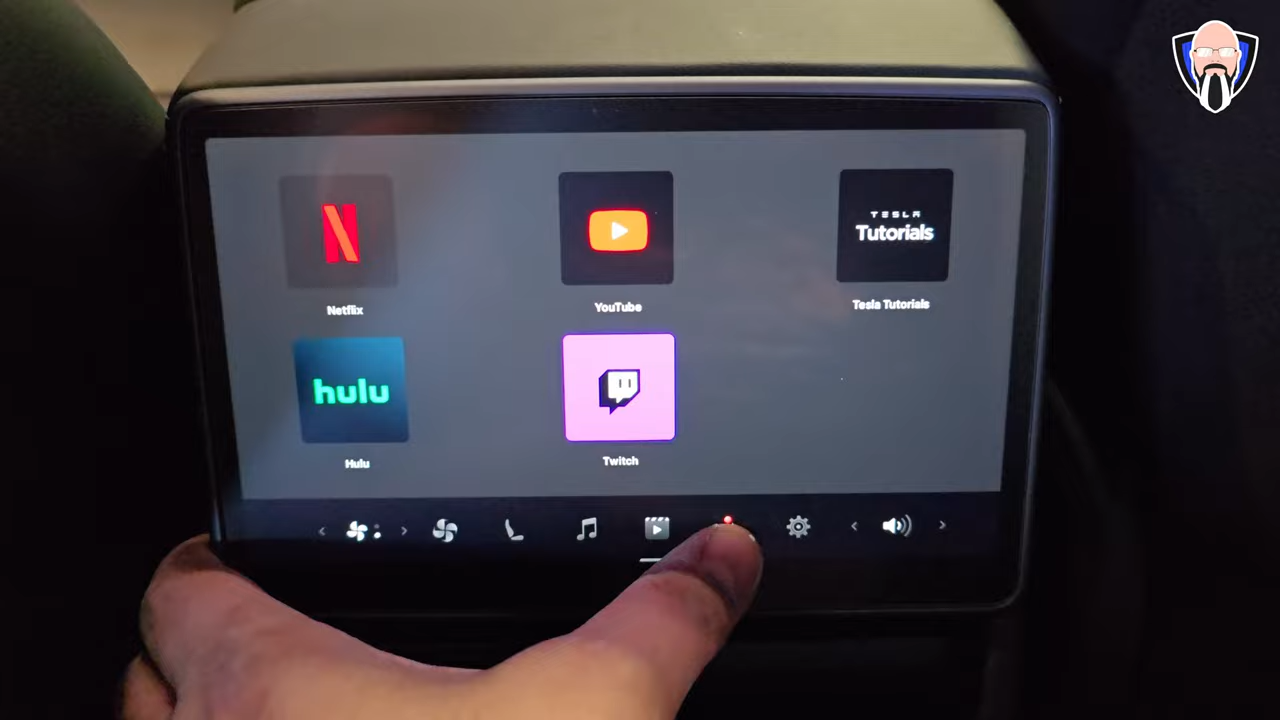 TESLA
Tutorials
Netflix
YouTube
Tesla Tutorials
hulu
Hulu
Twitch